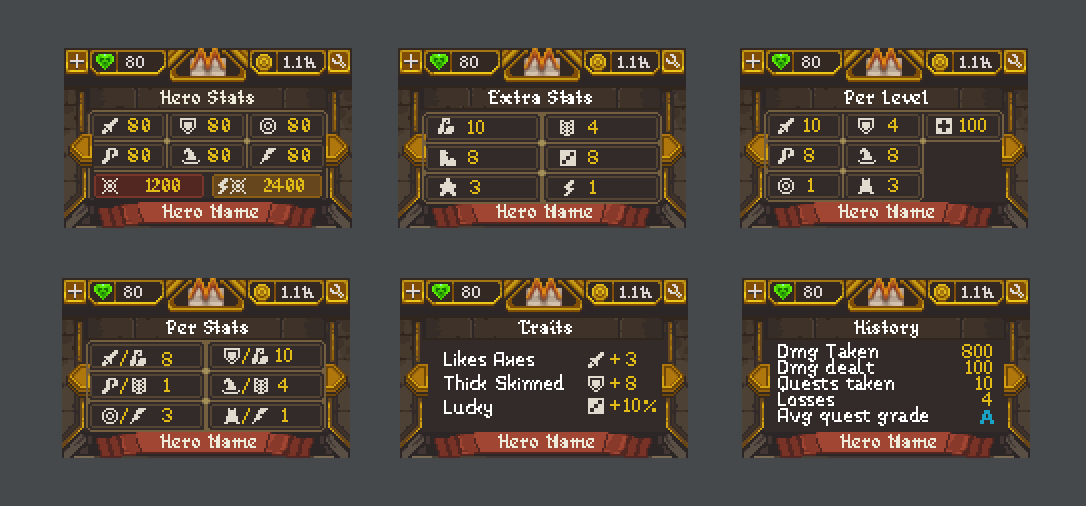 80 1.1k
Hero Stats
80 80 80
80 80 80
1200 2400
Hero Name
80 1.1k
Extra Stats
10 4
8 8
3 1
Hero Name
80 1.1k
Per Level
10 4 100
8 8
1 3
Hero Name
80 1.1k
Per Stats
/ 8 / 10
/ 1 / 4
/ 3 / 1
Hero Name
80 1.1k
Traits
Likes Axes +3
Thick Skinned +8
Lucky +10%
Hero Name
80 1.1k
History
Dmg Taken 800
Dmg dealt 100
Quests taken 10
Losses 4
Avg quest grade A
Hero Name